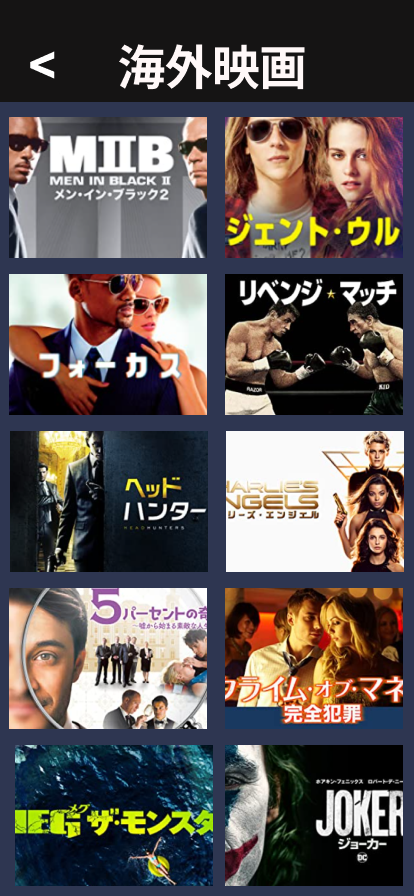 <
海外映画
MIIB
MEN IN BLACK II
メン・イン・ブラック2
ジェント・ウル
フォーカス
リベンジ★マッチ
RAZOR
KID
ヘッド
ハンター
HEADHUNTERS
HARLIE'S
NGELS
リーズ・エンジェル
5パーセントの奇
~嘘から始まる素敵な人生
クライム・オブ・マネ
完全犯罪
MEG ザ・モンスタ
メグ
ホアキン・フェニックス ロバート・デ・ニー
JOKER
ジョーカー
DC